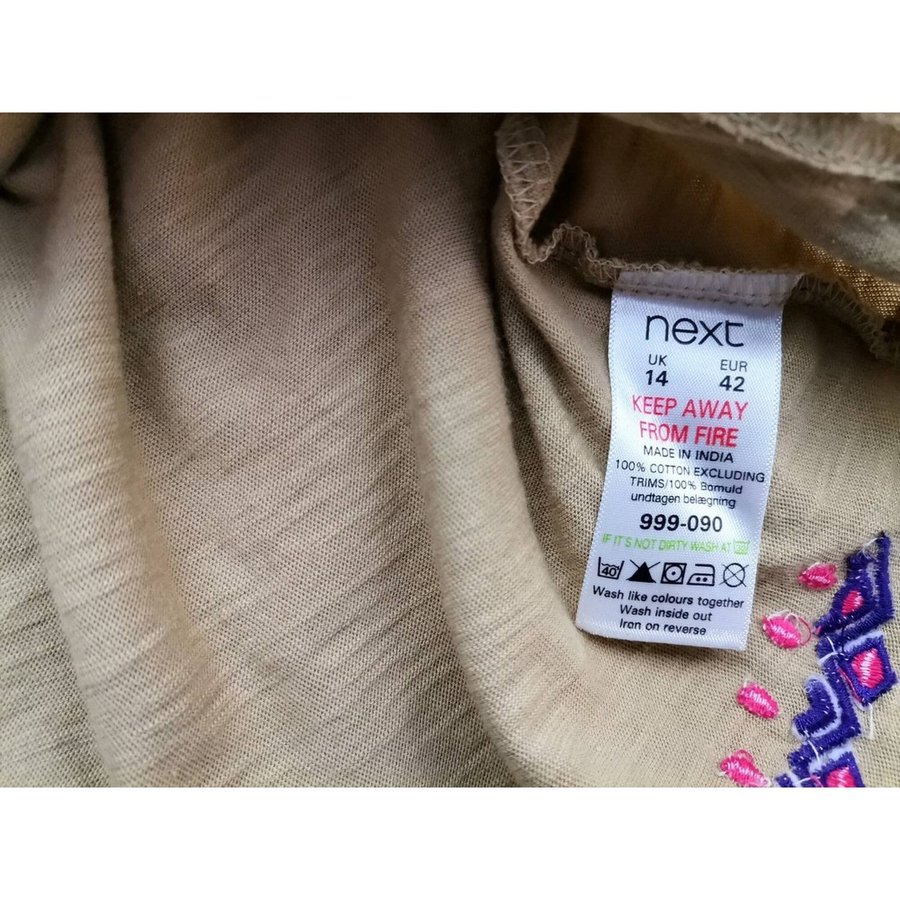 next
UK EUR
14 42
KEEP AWAY
FROM FIRE
MADE IN INDIA
100% COTTON EXCLUDING
TRIMS/100% Bomuld
undtagen belægning
999-090
IF IT'S NOT DIRTY WASH AT 30
40
Wash like colours together
Wash inside out
Iron on reverse